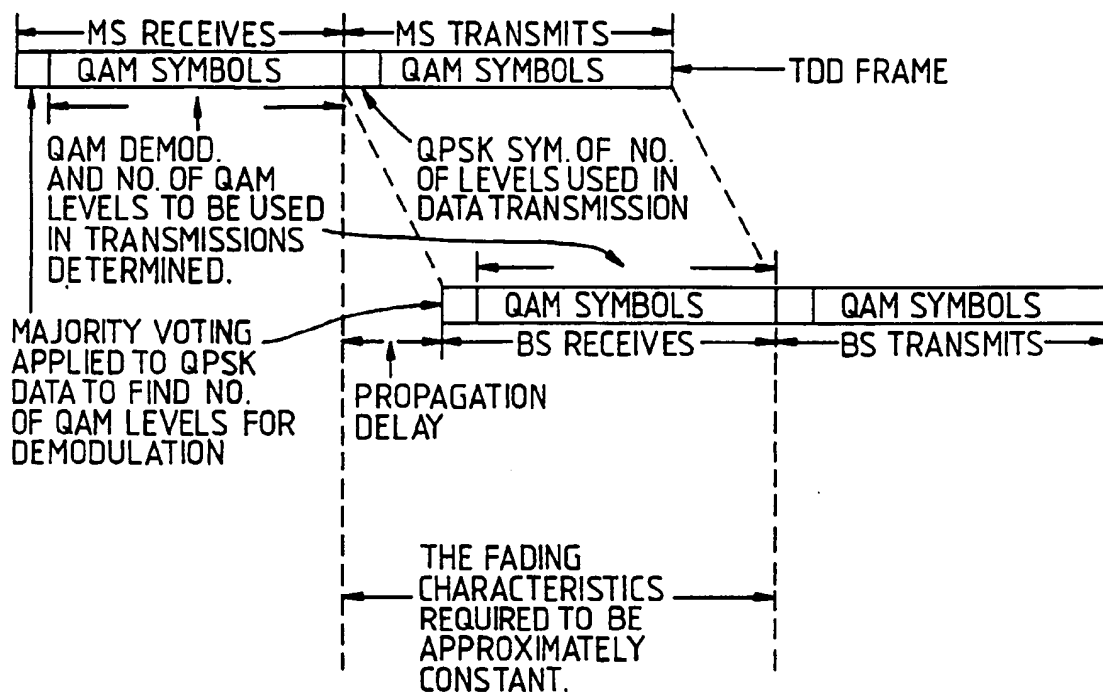 MS RECEIVES
MS TRANSMITS
QAM SYMBOLS
QAM SYMBOLS
TDD FRAME
QAM DEMOD.
AND NO. OF QAM
LEVELS TO BE USED
IN TRANSMISSIONS
DETERMINED.
QPSK SYM. OF NO.
OF LEVELS USED IN
DATA TRANSMISSION
QAM SYMBOLS
QAM SYMBOLS
BS RECEIVES
BS TRANSMITS
MAJORITY VOTING
APPLIED TO QPSK
DATA TO FIND NO.
OF QAM LEVELS FOR
DEMODULATION
PROPAGATION
DELAY
THE FADING
CHARACTERISTICS
REQUIRED TO BE
APPROXIMATELY
CONSTANT.